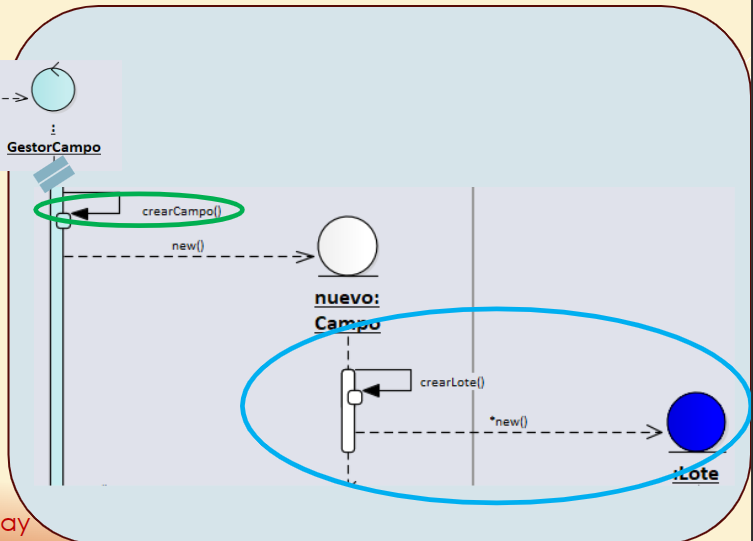 :
GestorCampo
crearCampo()
new()
nuevo:
Campo
crearLote()
*new()
:Lote
ay